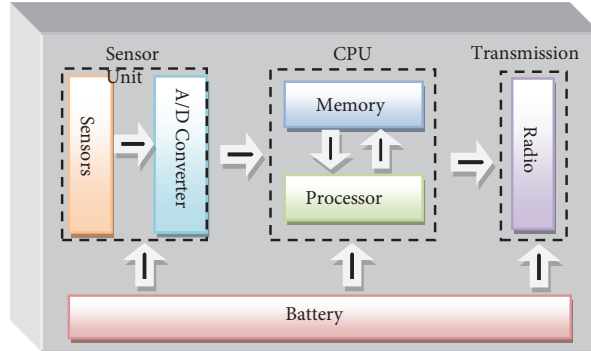 Sensor
Unit
CPU
Transmission
Sensors
A/D Converter
Memory
Processor
Radio
Battery